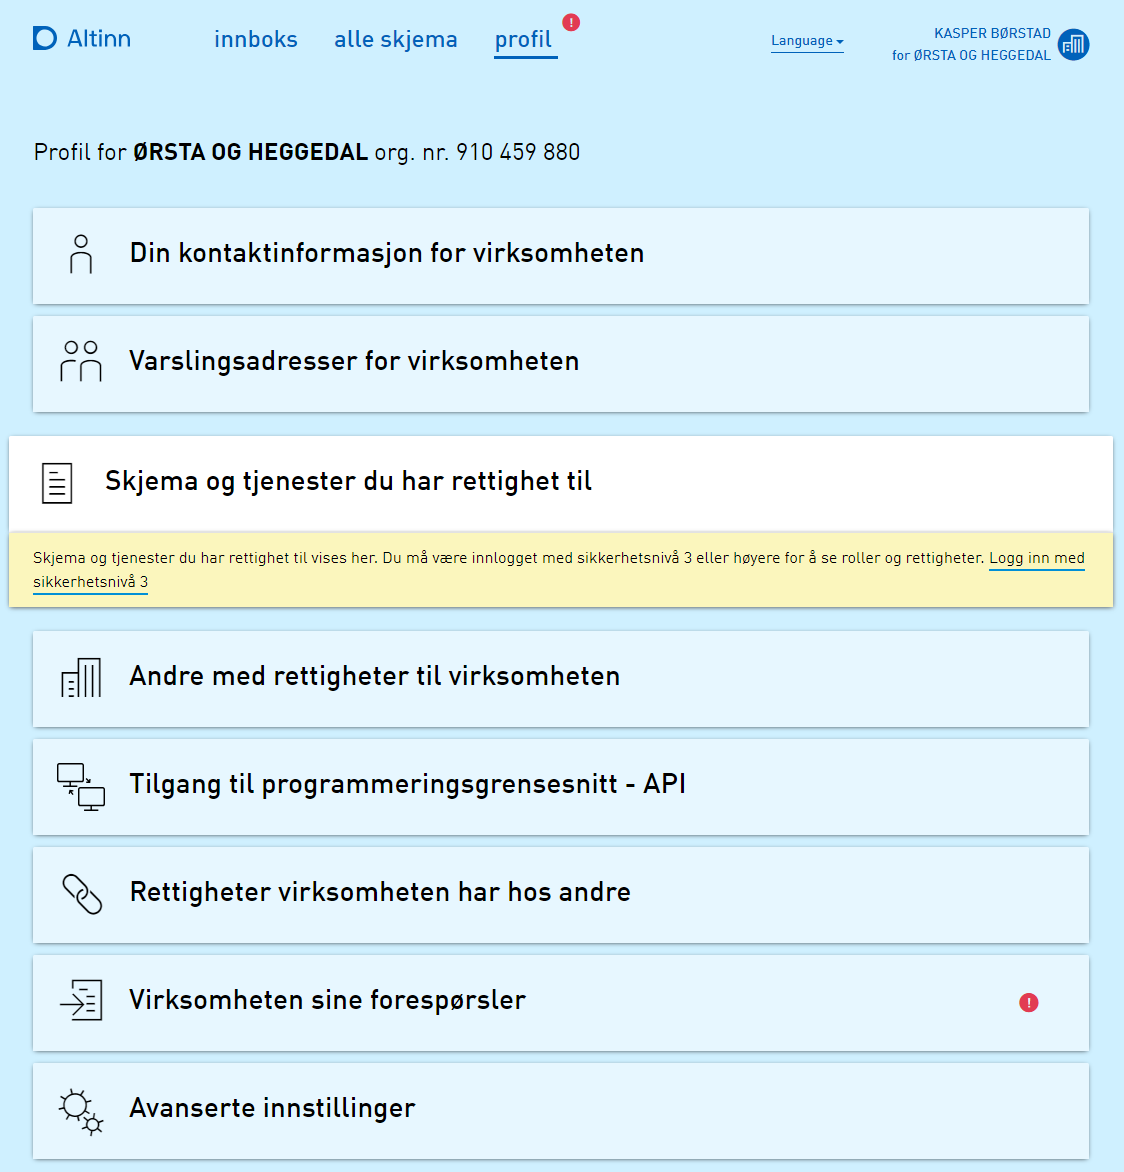 Altinn
innboks
alle skjema
profil
!
Language
KASPER BØRSTAD
for ØRSTA OG HEGGEDAL
Profil for ØRSTA OG HEGGEDAL org. nr. 910 459 880
Din kontaktinformasjon for virksomheten
Varslingsadresser for virksomheten
Skjema og tjenester du har rettighet til
Skjema og tjenester du har rettighet til vises her. Du må være innlogget med sikkerhetsnivå 3 eller høyere for å se roller og rettigheter. Logg inn med
sikkerhetsnivå 3
Andre med rettigheter til virksomheten
Tilgang til programmeringsgrensesnitt - API
Rettigheter virksomheten har hos andre
Virksomheten sine forespørsler
!
Avanserte innstillinger